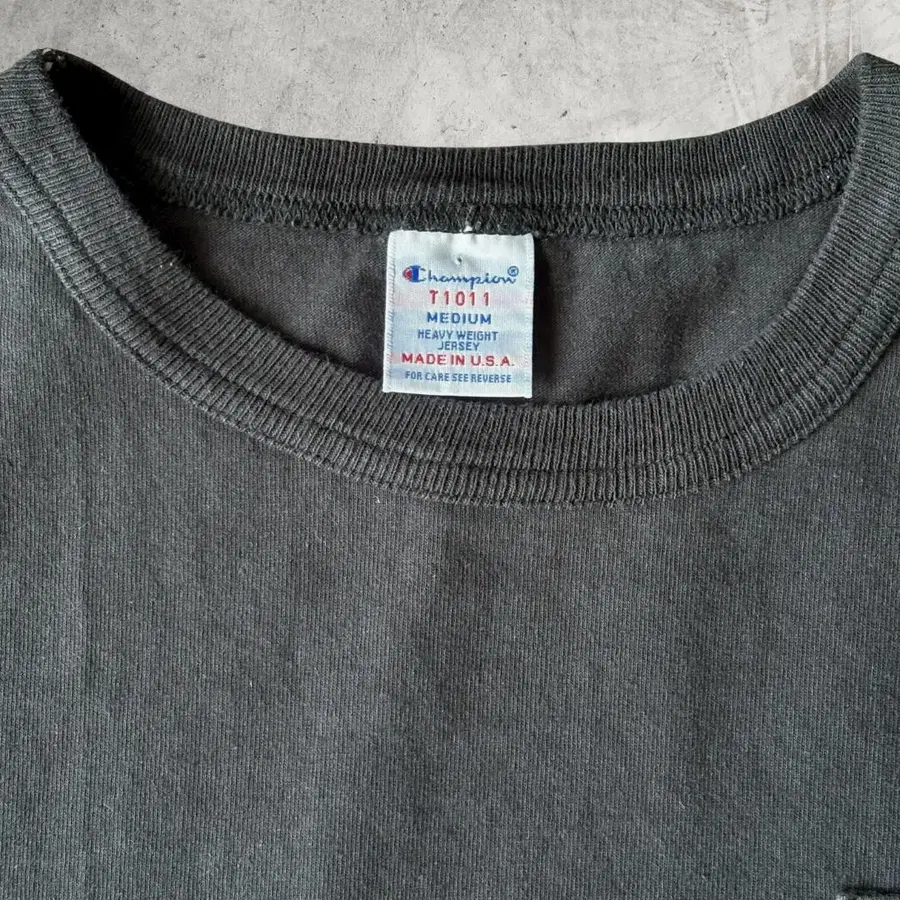 Champion®
T1011
MEDIUM
HEAVY WEIGHT
JERSEY
MADE IN U.S.A.
FOR CARE SEE REVERSE